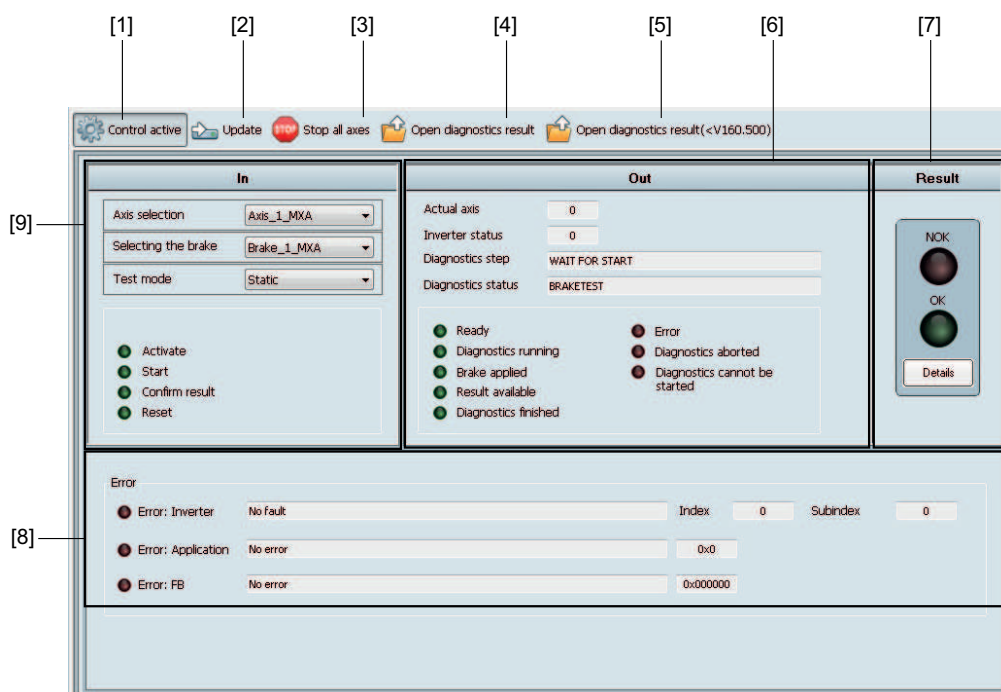 [1] [2] [3] [4] [5] [6] [7]
Control active Update STOP Stop all axes Open diagnostics result Open diagnostics result(<V160.500)
In
Out
Result
[9]
Axis selection Axis_1_MXA
Selecting the brake Brake_1_MXA
Test mode Static
Activate
Start
Confirm result
Reset
Actual axis 0
Inverter status 0
Diagnostics step WAIT FOR START
Diagnostics status BRAKETEST
Ready
Diagnostics running
Brake applied
Result available
Diagnostics finished
Error
Diagnostics aborted
Diagnostics cannot be
started
NOK
OK
Details
[8]
Error
Error: Inverter No fault Index 0 Subindex 0
Error: Application No error 0x0
Error: FB No error 0x000000